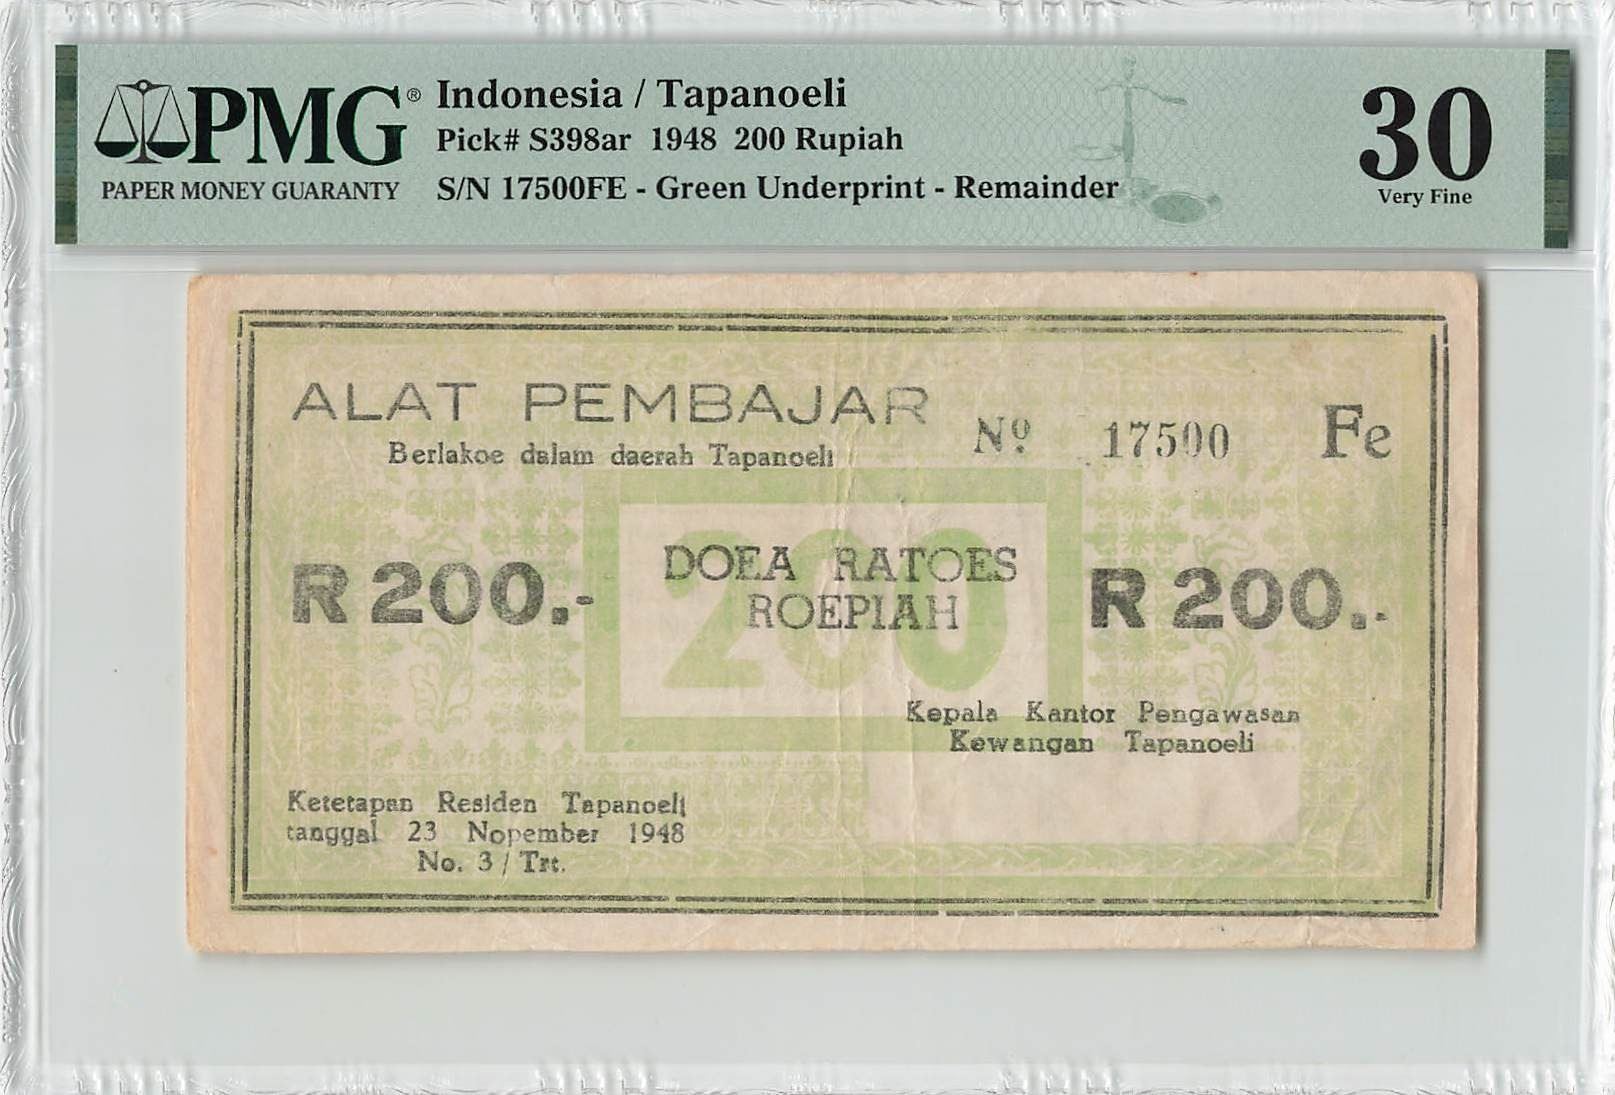 PMG®
PAPER MONEY GUARANTY
Indonesia / Tapanoeli
Pick# S398ar 1948 200 Rupiah
S/N 17500FE - Green Underprint - Remainder
30
Very Fine
ALAT PEMBAJAR
Berlakoe dalam daerah Tapanoeli
Nº. 17500 Fe
200
R 200.-
DOEA RATOES
ROEPIAH
R 200.-
Kepala Kantor Pengawasan
Kewangan Tapanoeli
Ketetapan Residen Tapanoeli
tanggal 23 Nopember 1948
No. 3 / Trt.